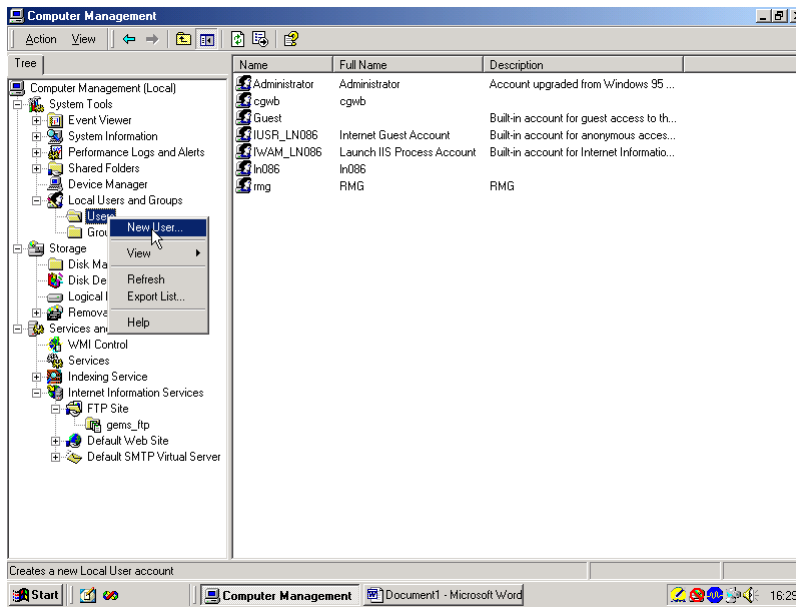 Computer Management
Action View
Tree
Name Full Name Description
Computer Management (Local)
System Tools
Event Viewer
System Information
Performance Logs and Alerts
Shared Folders
Device Manager
Local Users and Groups
Users
New User...
View
Refresh
Export List...
Help
Storage
Disk Ma
Disk De
Logical
Remova
Services an
WMI Control
Services
Indexing Service
Internet Information Services
FTP Site
gems_ftp
Default Web Site
Default SMTP Virtual Server
Administrator Administrator Account upgraded from Windows 95 ...
cgwb cgwb
Guest Built-in account for guest access to th...
IUSR_LN086 Internet Guest Account Built-in account for anonymous acces...
IWAM_LN086 Launch IIS Process Account Built-in account for Internet Informatio...
ln086 ln086
rmg RMG RMG
Creates a new Local User account
Start Computer Management Document1 - Microsoft Word 16:25